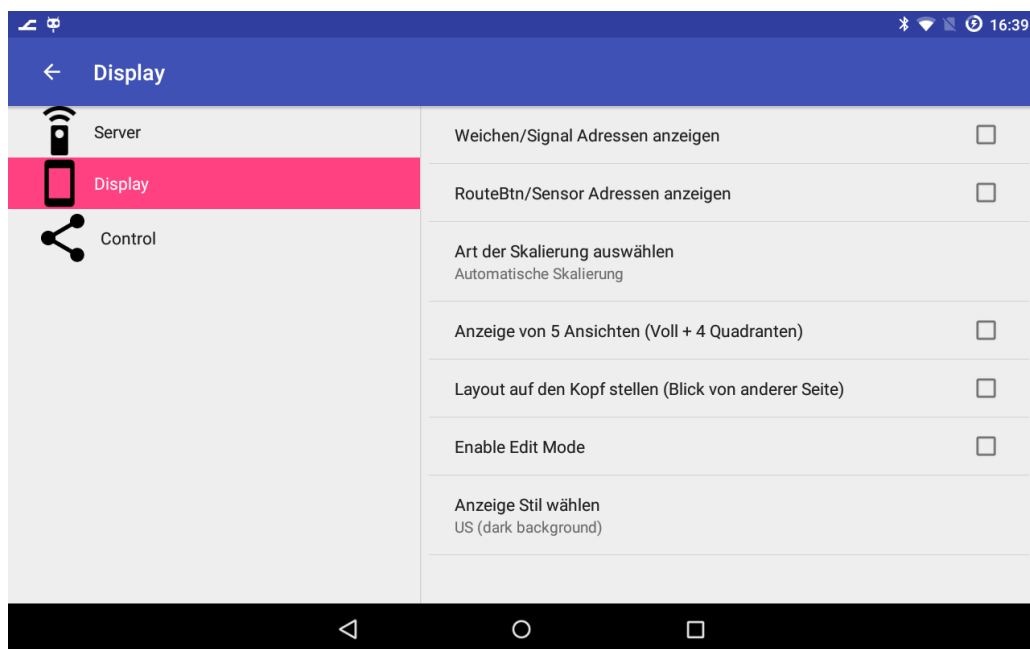 16:39
Display
Server
Display
Control
Weichen/Signal Adressen anzeigen
RouteBtn/Sensor Adressen anzeigen
Art der Skalierung auswählen
Automatische Skalierung
Anzeige von 5 Ansichten (Voll + 4 Quadranten)
Layout auf den Kopf stellen (Blick von anderer Seite)
Enable Edit Mode
Anzeige Stil wählen
US (dark background)